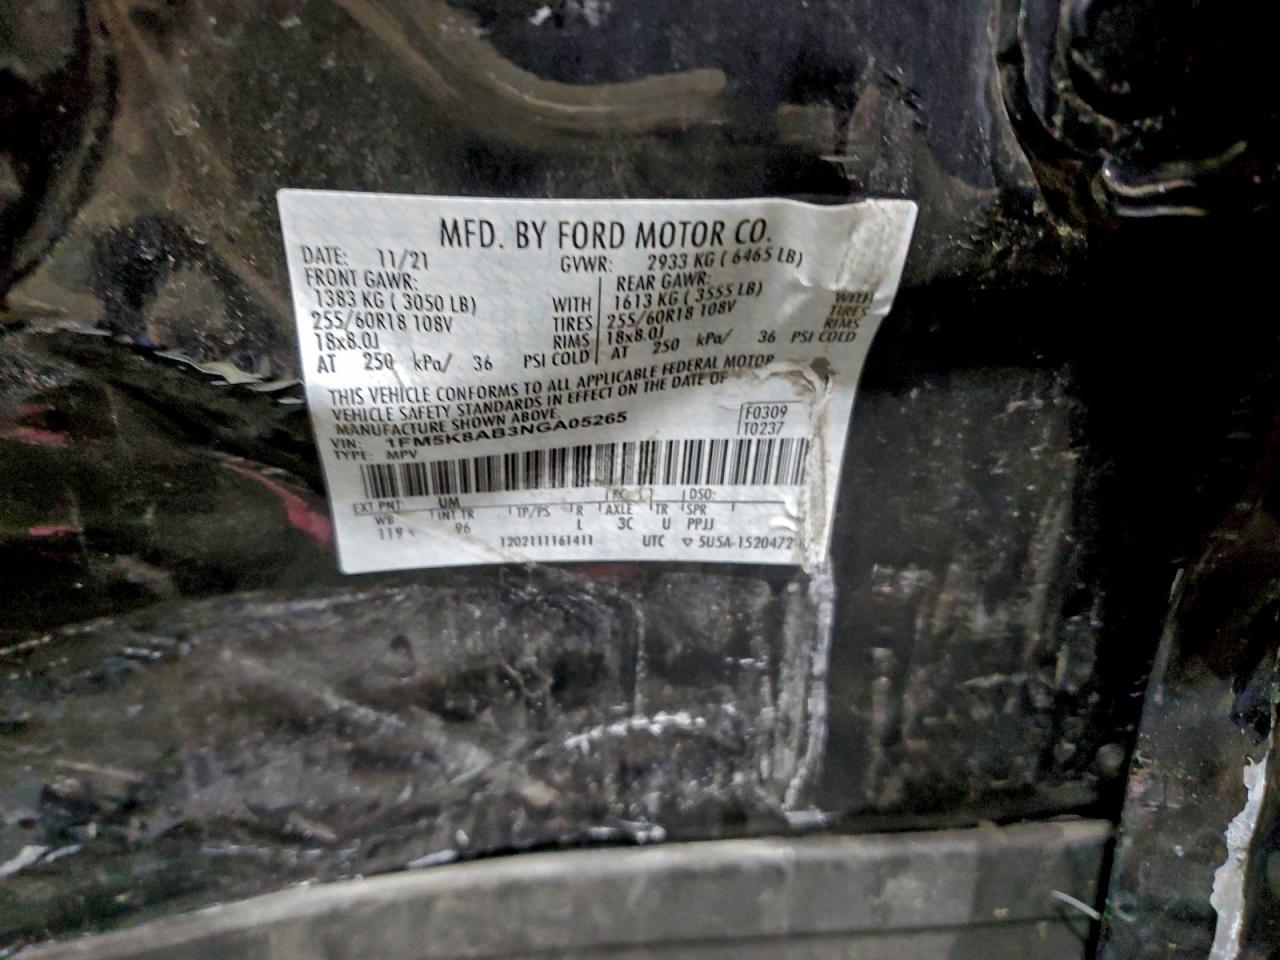 MFD. BY FORD MOTOR CO.
DATE: 11/21 GVWR: 2933 KG ( 6465 LB)
FRONT GAWR: REAR GAWR:
1383 KG ( 3050 LB) WITH 1613 KG ( 3555 LB) WITH
255/60R18 108V TIRES 255/60R18 108V TIRES
18x8.0J RIMS 18x8.0J RIMS
AT 250 kPa/ 36 PSI COLD AT 250 kPa/ 36 PSI COLD
THIS VEHICLE CONFORMS TO ALL APPLICABLE FEDERAL MOTOR
VEHICLE SAFETY STANDARDS IN EFFECT ON THE DATE OF
MANUFACTURE SHOWN ABOVE.
VIN: 1FM5K8AB3NGA05265
TYPE: MPV
F0309
T0237
EXT PNT: UM RC: DSO:
WB INT TR TP/PS R AXLE TR SPR
119 96 L 3C U PPJJ
1202111161411 UTC ▽ 5U5A-1520472